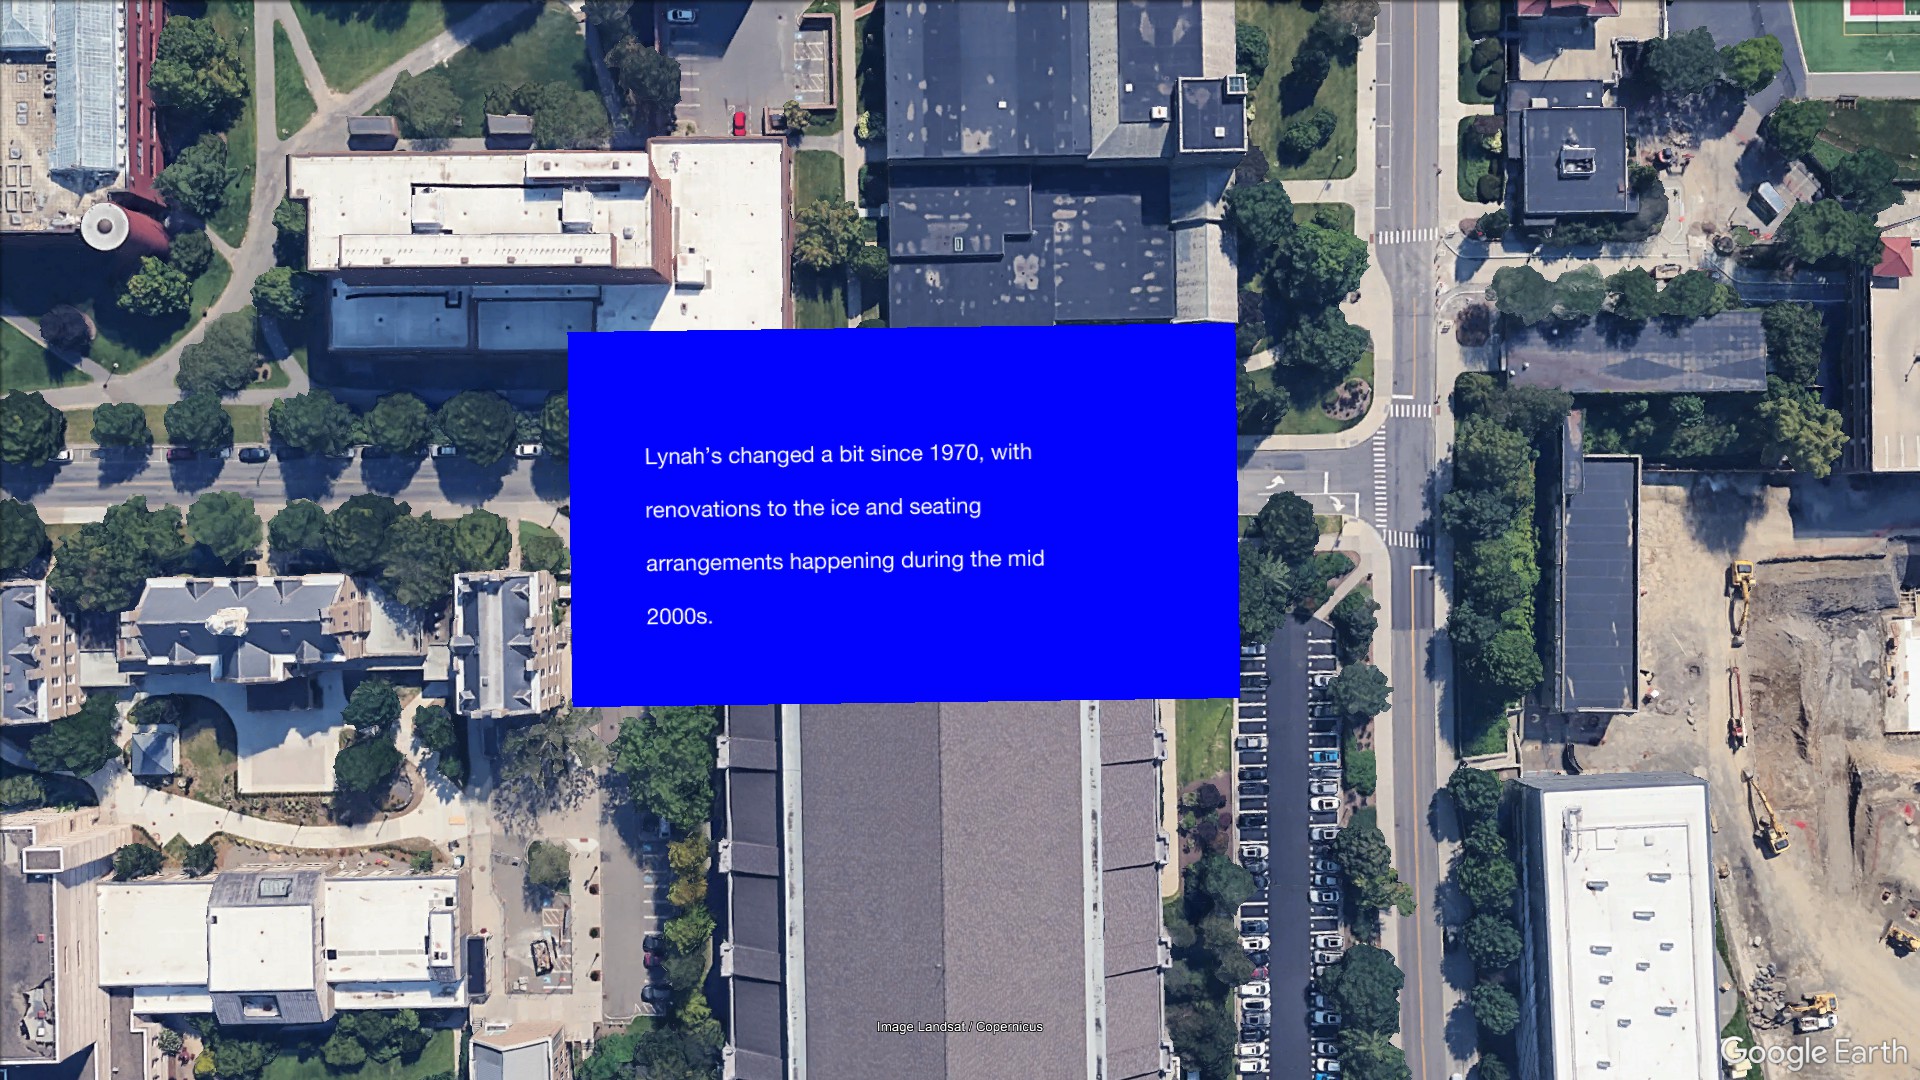 Lynah’s changed a bit since 1970, with
renovations to the ice and seating
arrangements happening during the mid
2000s.
Image Landsat / Copernicus
Google Earth